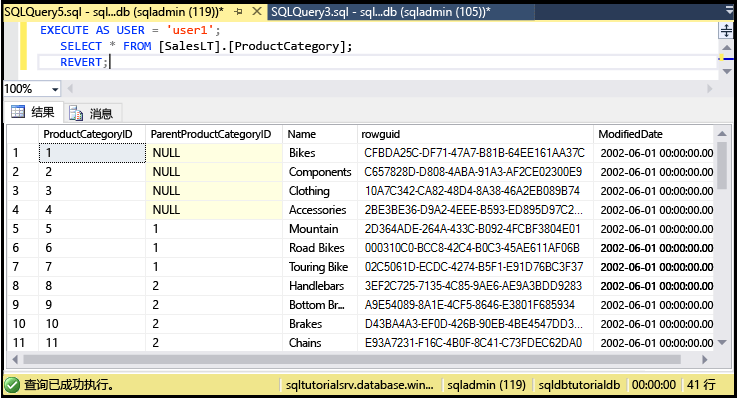 SQLQuery5.sql - sql...db (sqladmin (119))* SQLQuery3.sql - sql...db (sqladmin (105))*
EXECUTE AS USER = 'user1';
SELECT * FROM [SalesLT].[ProductCategory];
REVERT;
100%
结果 消息
ProductCategoryID ParentProductCategoryID Name rowguid ModifiedDate
1 1 NULL Bikes CFBDA25C-DF71-47A7-B81B-64EE161AA37C 2002-06-01 00:00:00.00
2 2 NULL Components C657828D-D808-4ABA-91A3-AF2CE02300E9 2002-06-01 00:00:00.00
3 3 NULL Clothing 10A7C342-CA82-48D4-8A38-46A2EB089B74 2002-06-01 00:00:00.00
4 4 NULL Accessories 2BE3BE36-D9A2-4EEE-B593-ED895D97C2... 2002-06-01 00:00:00.00
5 5 1 Mountain 2D364ADE-264A-433C-B092-4FCBF3804E01 2002-06-01 00:00:00.00
6 6 1 Road Bikes 000310C0-BCC8-42C4-B0C3-45AE611AF06B 2002-06-01 00:00:00.00
7 7 1 Touring Bike 02C5061D-ECDC-4274-B5F1-E91D76BC3F37 2002-06-01 00:00:00.00
8 8 2 Handlebars 3EF2C725-7135-4C85-9AE6-AE9A3BDD9283 2002-06-01 00:00:00.00
9 9 2 Bottom Br... A9E54089-8A1E-4CF5-8646-E3801F685934 2002-06-01 00:00:00.00
10 10 2 Brakes D43BA4A3-EF0D-426B-90EB-4BE4547DD3... 2002-06-01 00:00:00.00
11 11 2 Chains E93A7231-F16C-4B0F-8C41-C73FDEC62DA0 2002-06-01 00:00:00.00
查询已成功执行。 sqltutorialsrv.database.win... sqladmin (119) sqldbtutorialdb 00:00:00 41 行